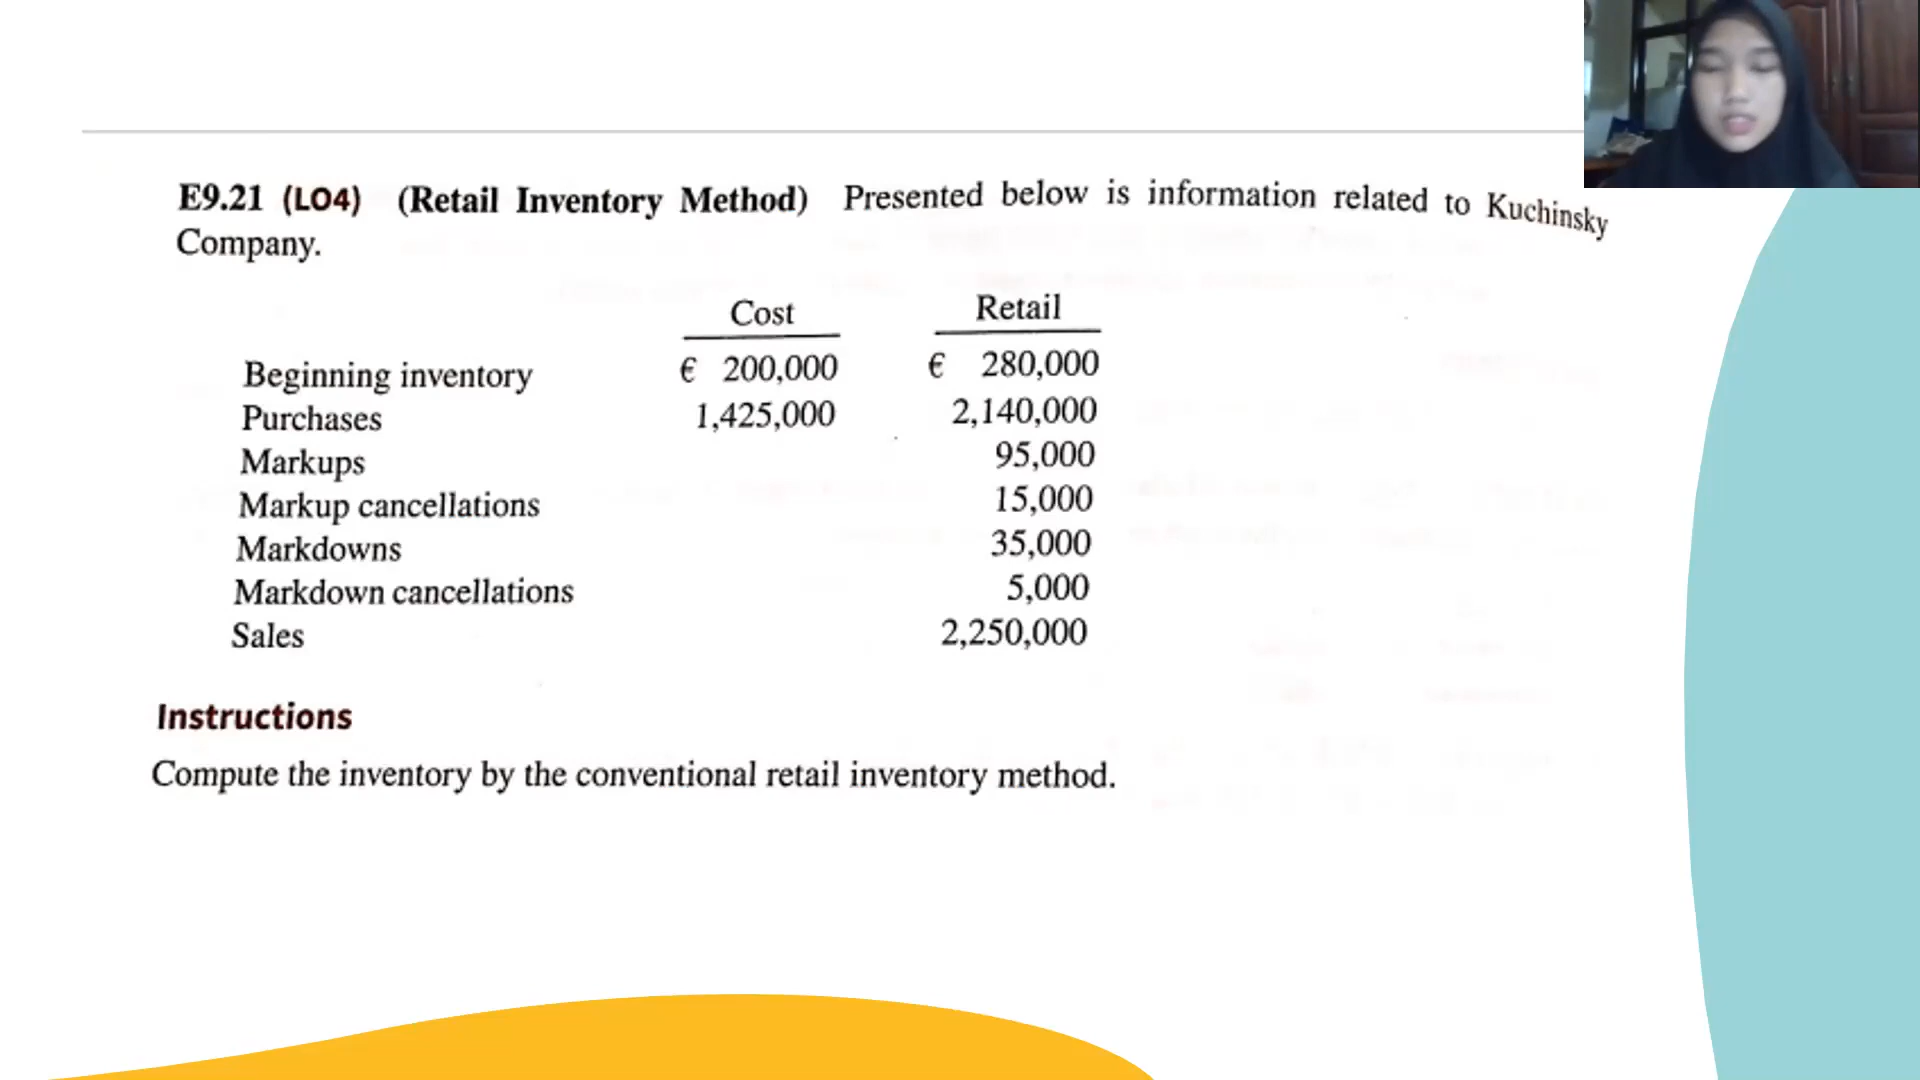 E9.21 (LO4) (Retail Inventory Method) Presented below is information related to Kuchinsky
Company.
Cost Retail
Beginning inventory € 200,000 € 280,000
Purchases 1,425,000 2,140,000
Markups 95,000
Markup cancellations 15,000
Markdowns 35,000
Markdown cancellations 5,000
Sales 2,250,000
Instructions
Compute the inventory by the conventional retail inventory method.